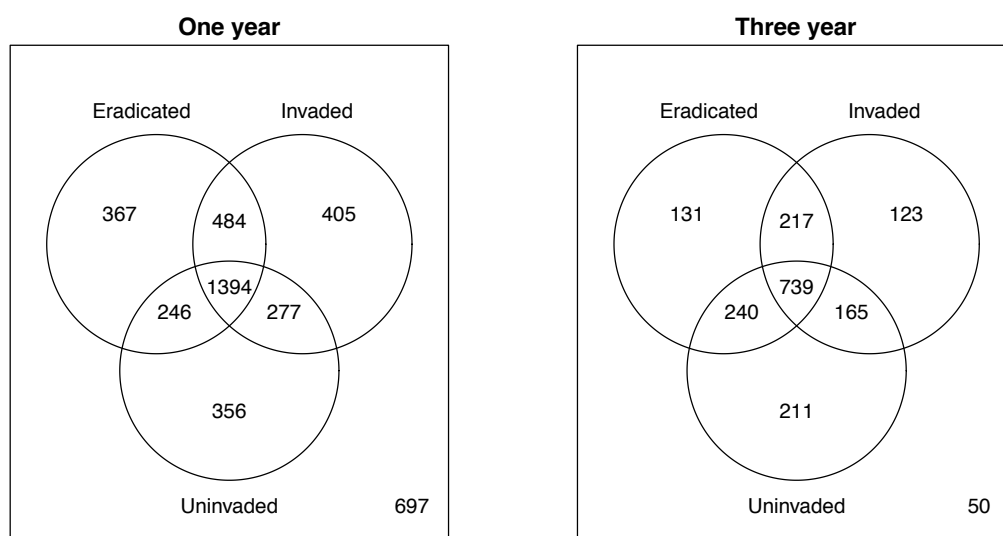 One year
Three year
Eradicated Invaded
Eradicated Invaded
367 484 405
131 217 123
1394
739
246 277
240 165
356
211
Uninvaded 697
Uninvaded 50